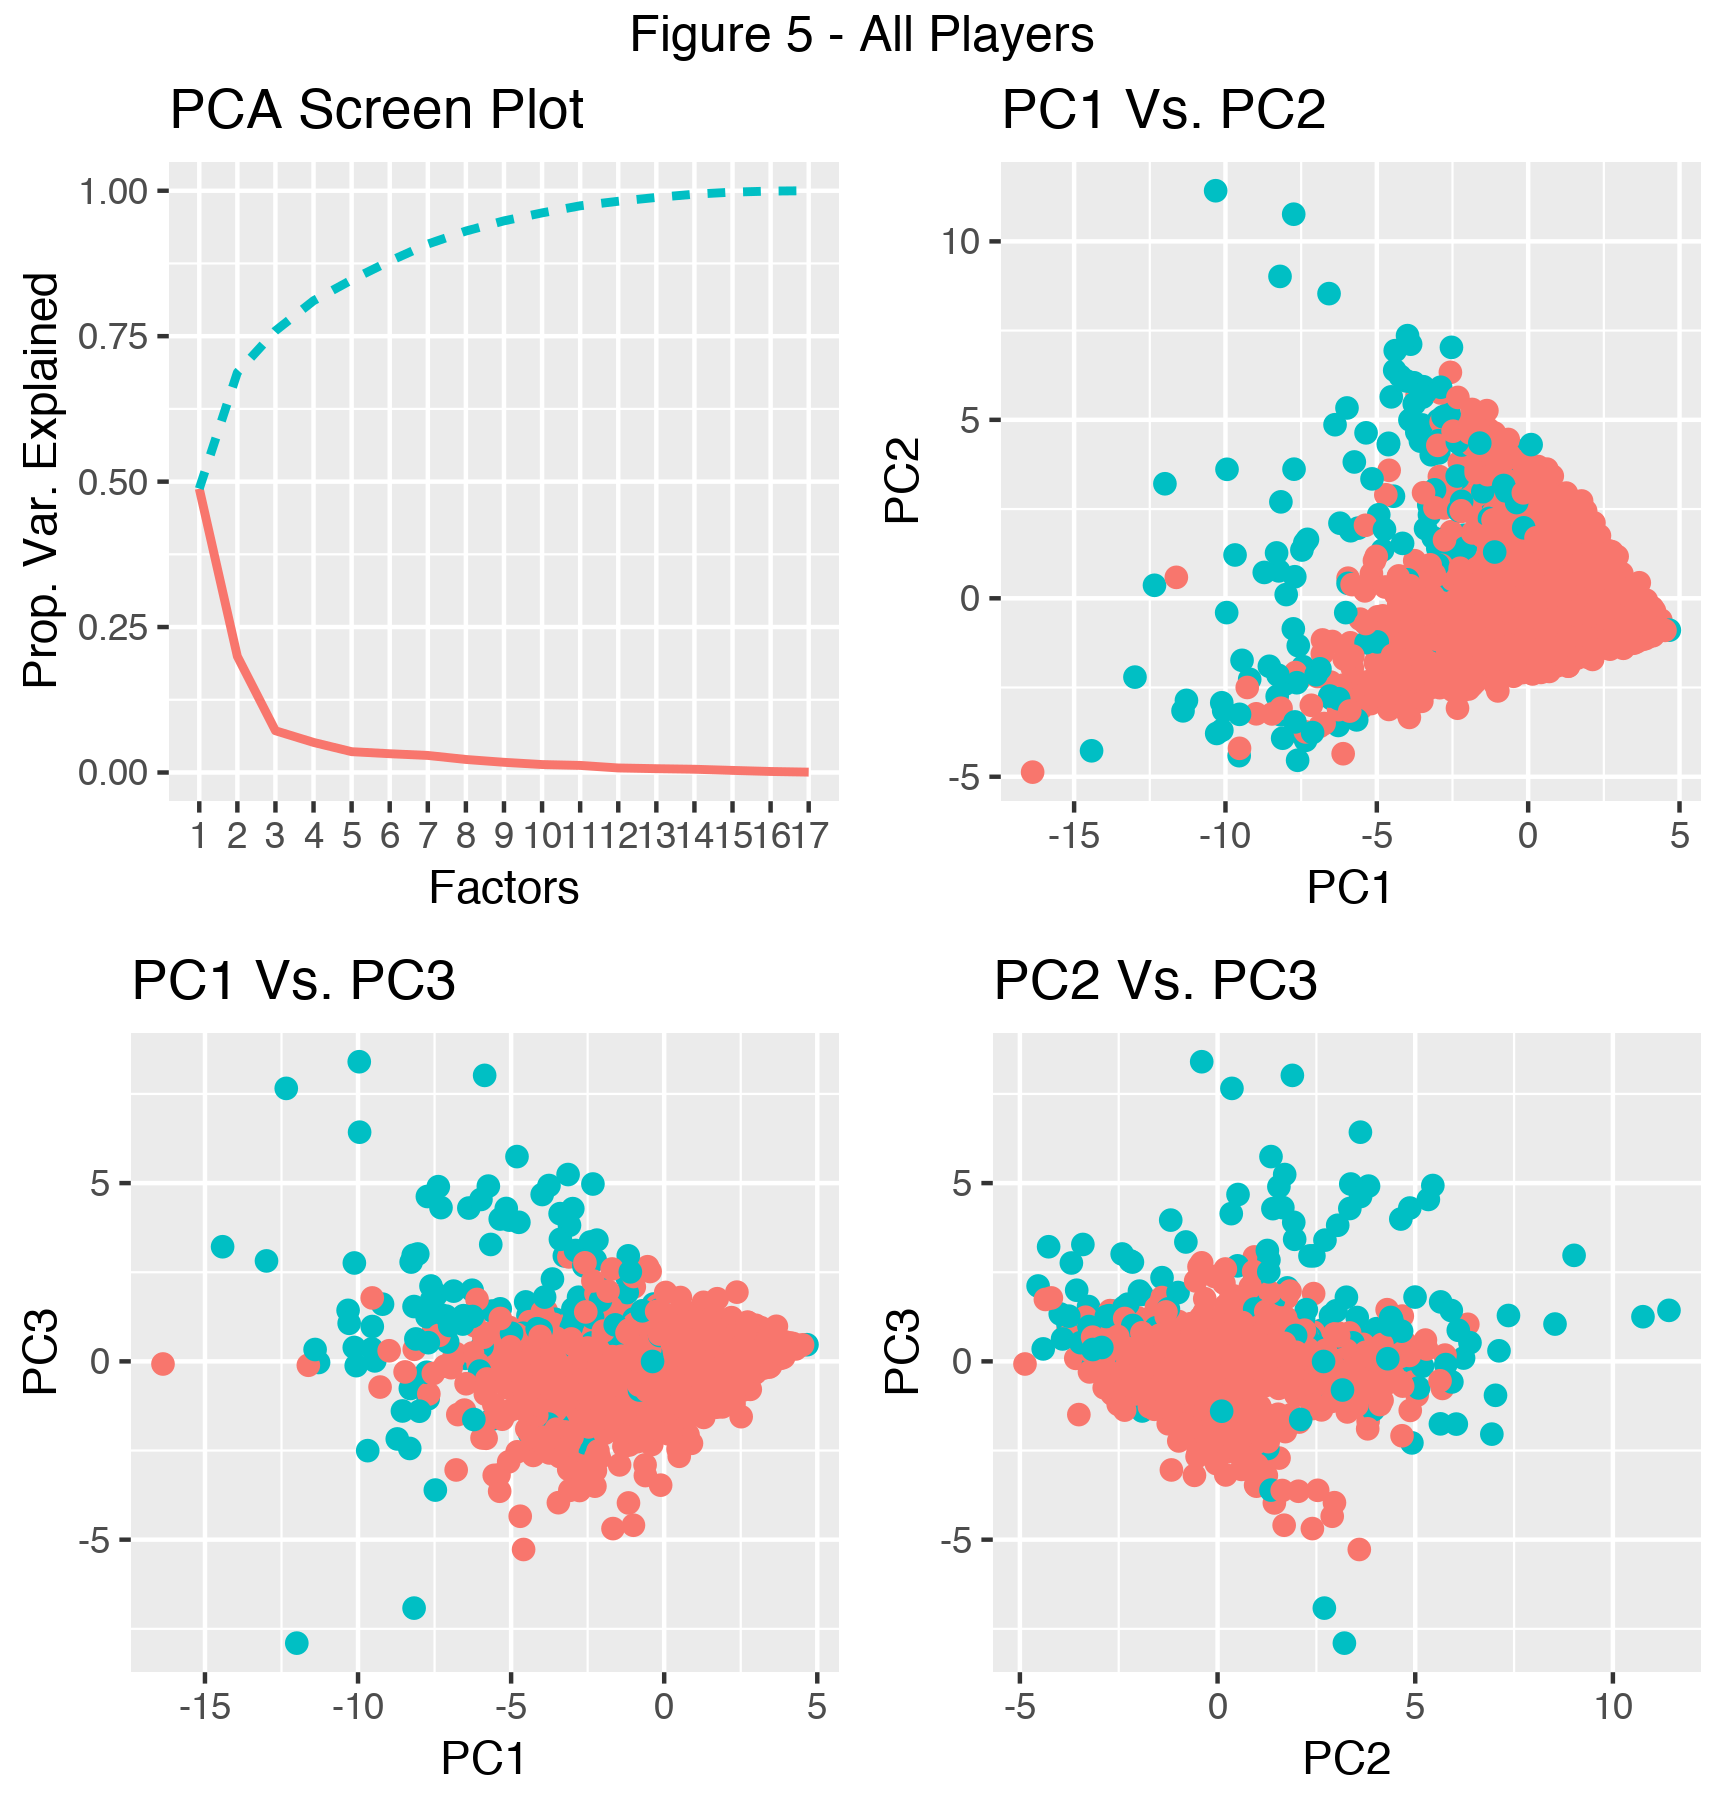 Figure 5 - All Players
PCA Screen Plot
Prop. Var. Explained
1.00
0.75
0.50
0.25
0.00
1 2 3 4 5 6 7 8 9 10 11 12 13 14 15 16 17
Factors
PC1 Vs. PC2
PC2
10
5
0
-5
-15 -10 -5 0 5
PC1
PC1 Vs. PC3
PC3
5
0
-5
-15 -10 -5 0 5
PC1
PC2 Vs. PC3
PC3
5
0
-5
-5 0 5 10
PC2